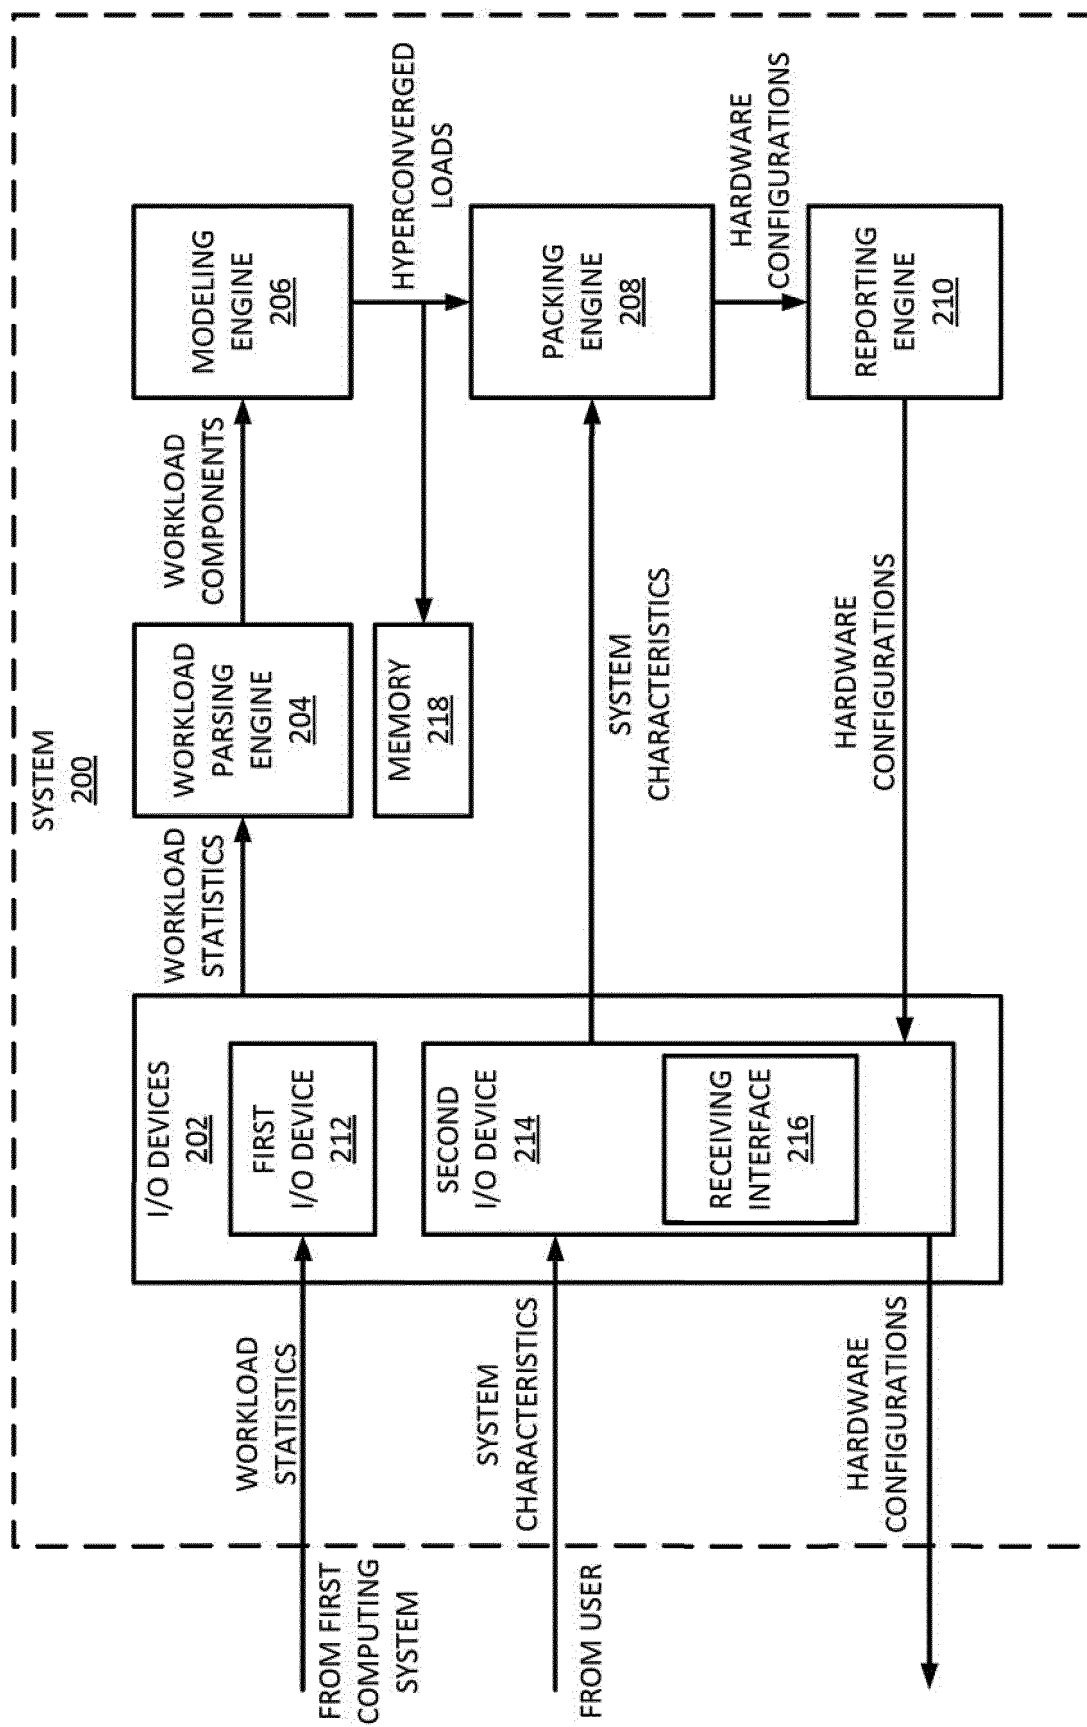 SYSTEM
200
I/O DEVICES
202
FIRST
I/O DEVICE
212
SECOND
I/O DEVICE
214
RECEIVING
INTERFACE
216
WORKLOAD
STATISTICS
WORKLOAD
PARSING
ENGINE
204
WORKLOAD
COMPONENTS
MODELING
ENGINE
206
MEMORY
218
HYPERCONVERGED
LOADS
SYSTEM
CHARACTERISTICS
PACKING
ENGINE
208
HARDWARE
CONFIGURATIONS
HARDWARE
CONFIGURATIONS
REPORTING
ENGINE
210
FROM FIRST
COMPUTING
SYSTEM
WORKLOAD
STATISTICS
FROM USER
SYSTEM
CHARACTERISTICS
HARDWARE
CONFIGURATIONS